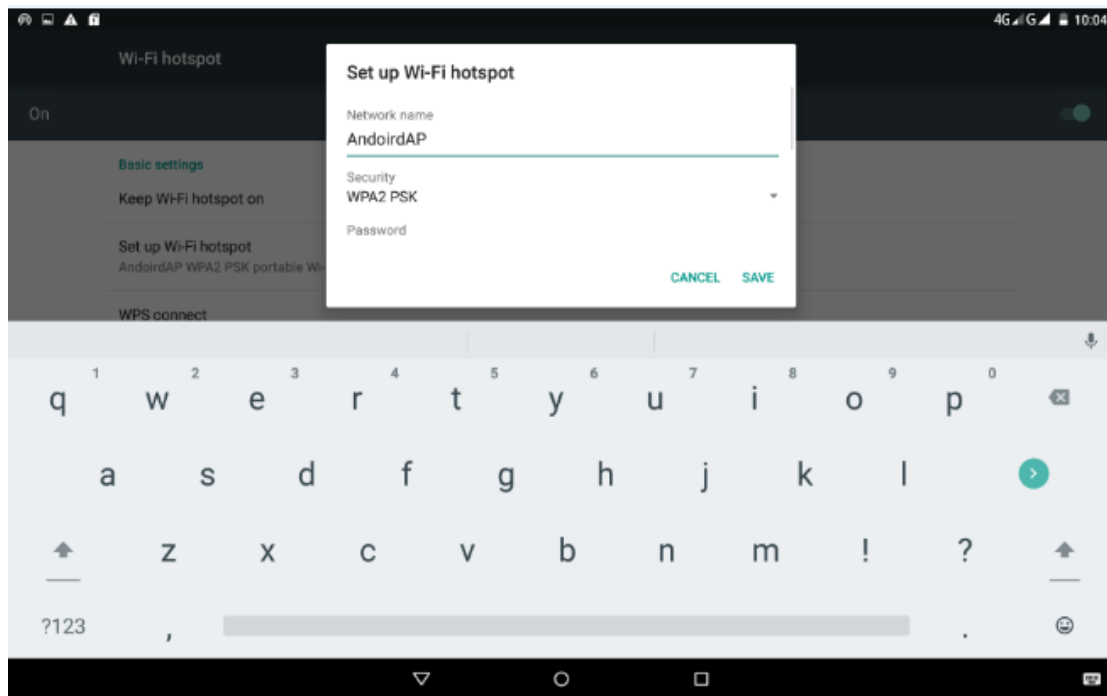 4G G 10:04
Wi-Fi hotspot
On
Basic settings
Keep Wi-Fi hotspot on
Set up Wi-Fi hotspot
AndoirdAP WPA2 PSK portable Wi-
WPS connect
Set up Wi-Fi hotspot
Network name
AndoirdAP
Security
WPA2 PSK
Password
CANCEL SAVE
1 2 3 4 5 6 7 8 9 0
q w e r t y u i o p
a s d f g h j k l
z x c v b n m ! ?
?123 , .